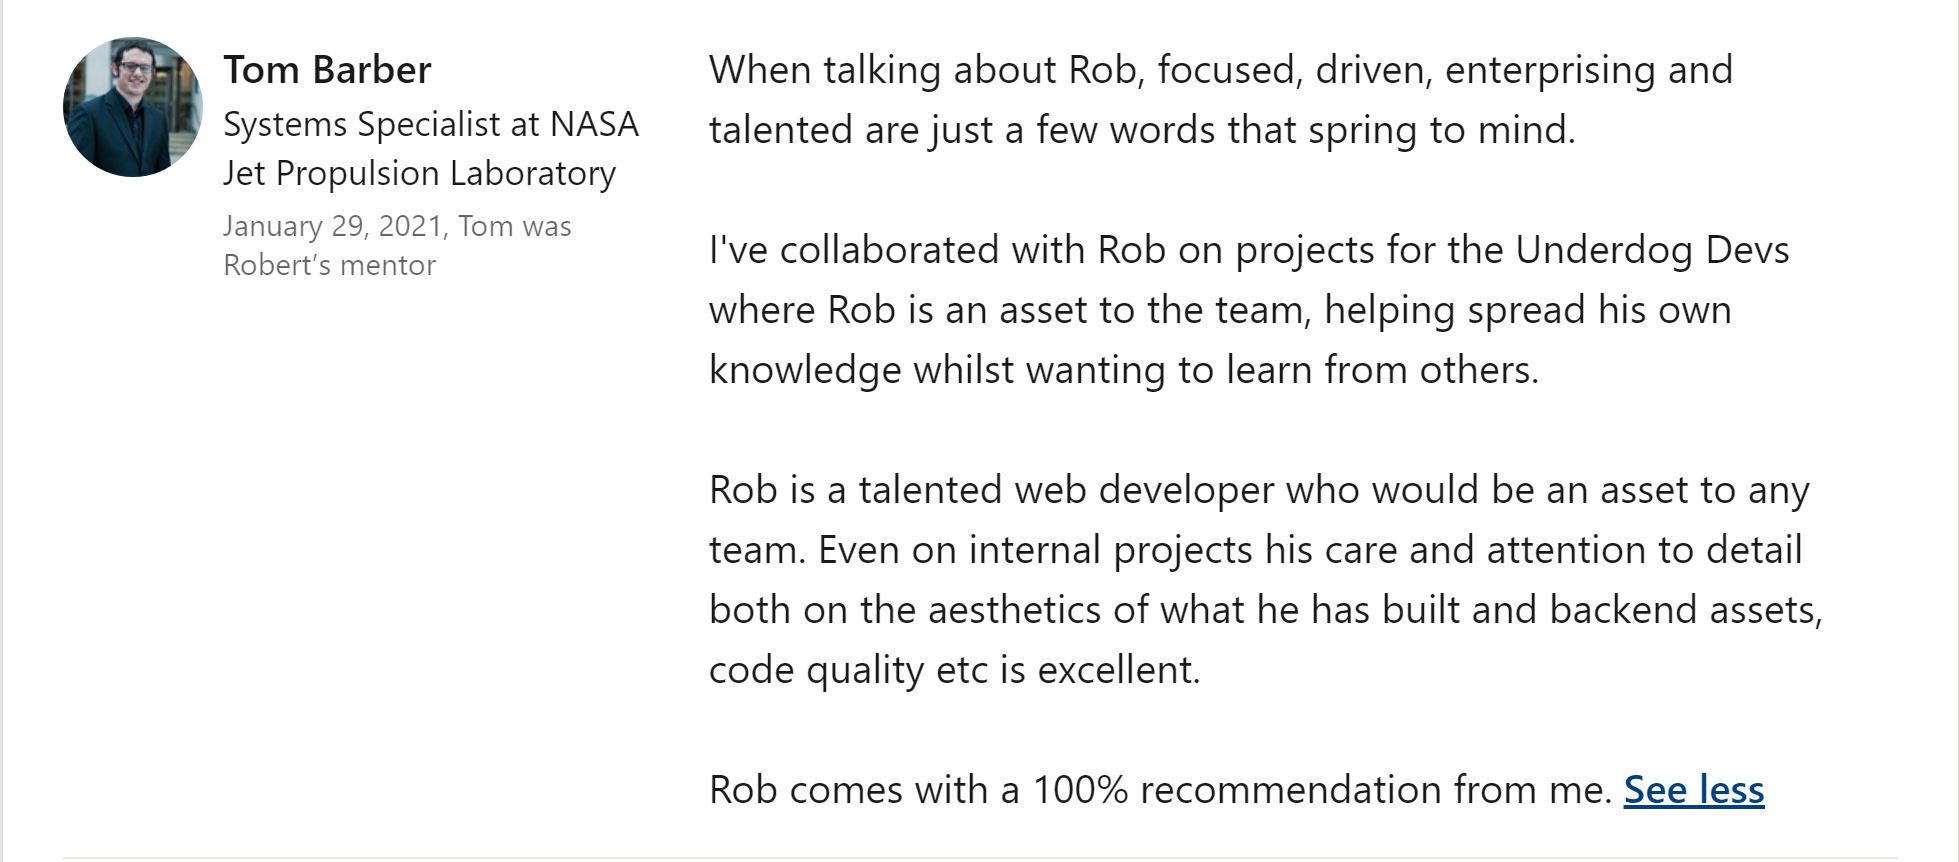 Tom Barber
Systems Specialist at NASA
Jet Propulsion Laboratory
January 29, 2021, Tom was
Robert’s mentor
When talking about Rob, focused, driven, enterprising and
talented are just a few words that spring to mind.
I've collaborated with Rob on projects for the Underdog Devs
where Rob is an asset to the team, helping spread his own
knowledge whilst wanting to learn from others.
Rob is a talented web developer who would be an asset to any
team. Even on internal projects his care and attention to detail
both on the aesthetics of what he has built and backend assets,
code quality etc is excellent.
Rob comes with a 100% recommendation from me. See less